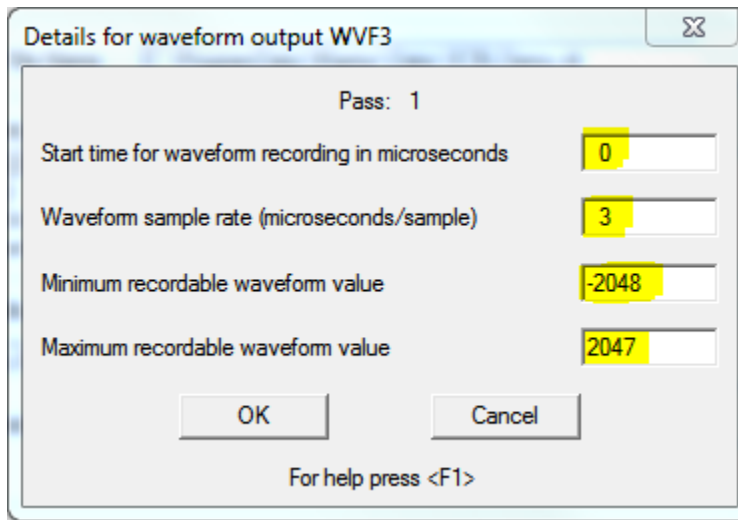 Details for waveform output WVF3
Pass: 1
Start time for waveform recording in microseconds 0
Waveform sample rate (microseconds/sample) 3
Minimum recordable waveform value -2048
Maximum recordable waveform value 2047
OK Cancel
For help press <F1>